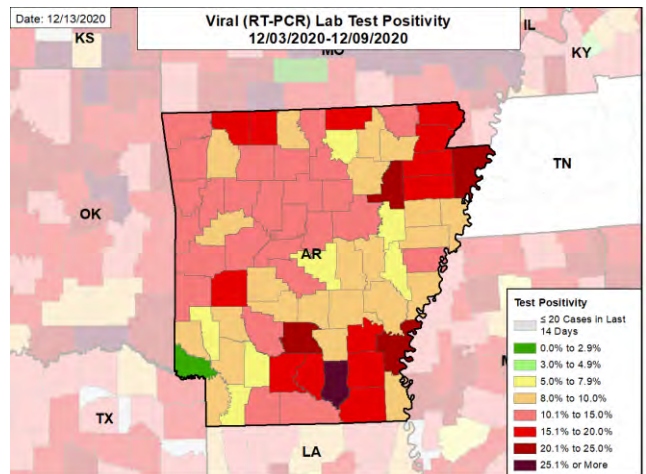 Date: 12/13/2020
Viral (RT-PCR) Lab Test Positivity
12/03/2020-12/09/2020
KS
MO
IL
KY
TN
OK
AR
TX
LA
M
Test Positivity
≤ 20 Cases in Last
14 Days
0.0% to 2.9%
3.0% to 4.9%
5.0% to 7.9%
8.0% to 10.0%
10.1% to 15.0%
15.1% to 20.0%
20.1% to 25.0%
25.1% or More